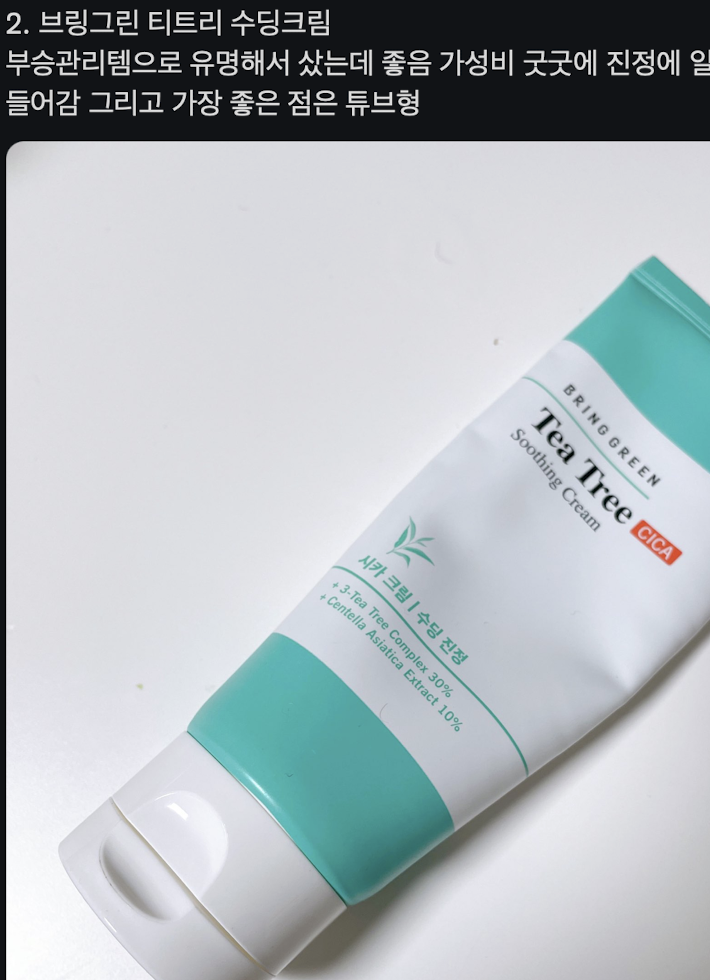 2. 브링그린 티트리 수딩크림
부승관리템으로 유명해서 샀는데 좋음 가성비 굿굿에 진정에 일
들어감 그리고 가장 좋은 점은 튜브형
BRINGGREEN
Tea Tree
Soothing Cream
CICA
시카 크림 | 수딩 진정
+ 3-Tea Tree Complex 30%
+ Centella Asiatica Extract 10%